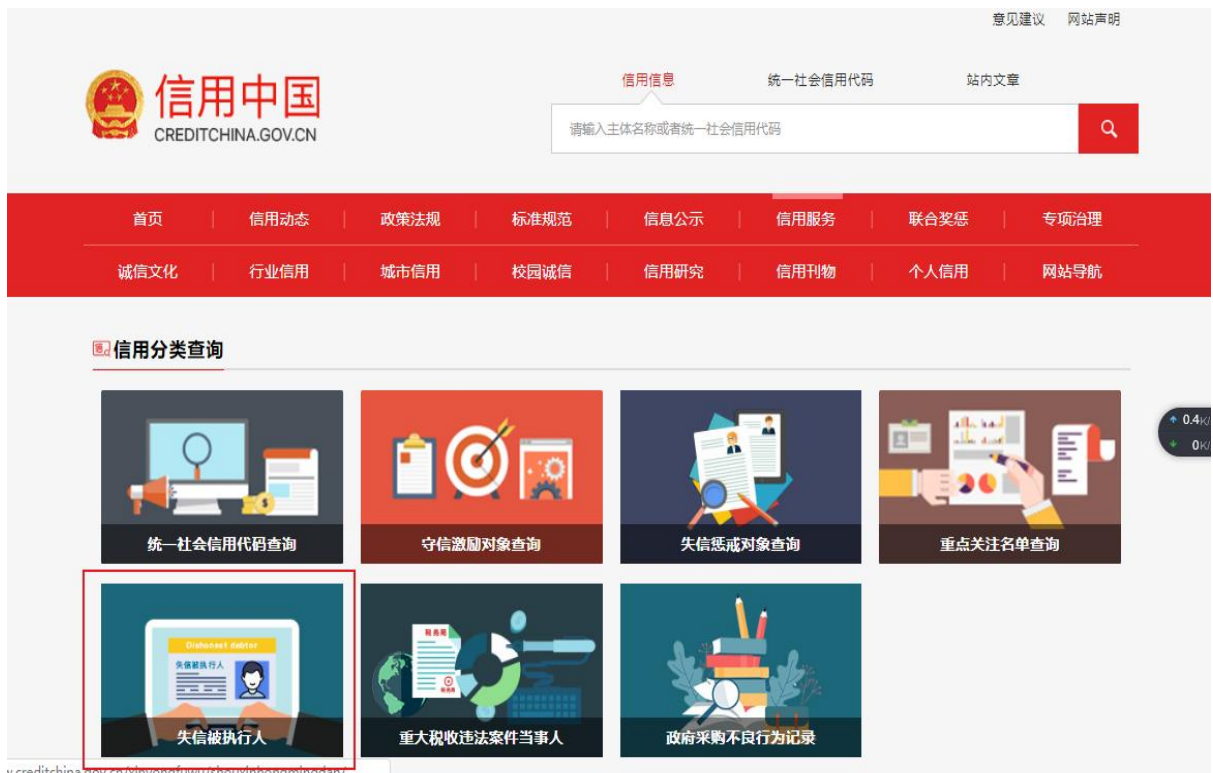 意见建议 网站声明
信用中国
CREDITCHINA.GOV.CN
信用信息 统一社会信用代码 站内文章
请输入主体名称或者统一社会信用代码
首页 信用动态 政策法规 标准规范 信息公示 信用服务 联合奖惩 专项治理
诚信文化 行业信用 城市信用 校园诚信 信用研究 信用刊物 个人信用 网站导航
信用分类查询
统一社会信用代码查询 守信激励对象查询 失信惩戒对象查询 重点关注名单查询
↑ 0.4K/
↓ 0K/
Dishonest debtor
失信被执行人
税务局
失信被执行人 重大税收违法案件当事人 政府采购不良行为记录